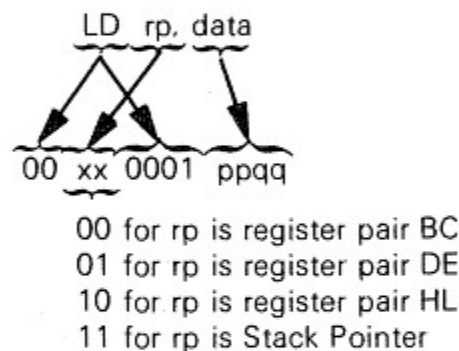 LD rp, data
00 xx 0001 ppqq
00 for rp is register pair BC
01 for rp is register pair DE
10 for rp is register pair HL
11 for rp is Stack Pointer